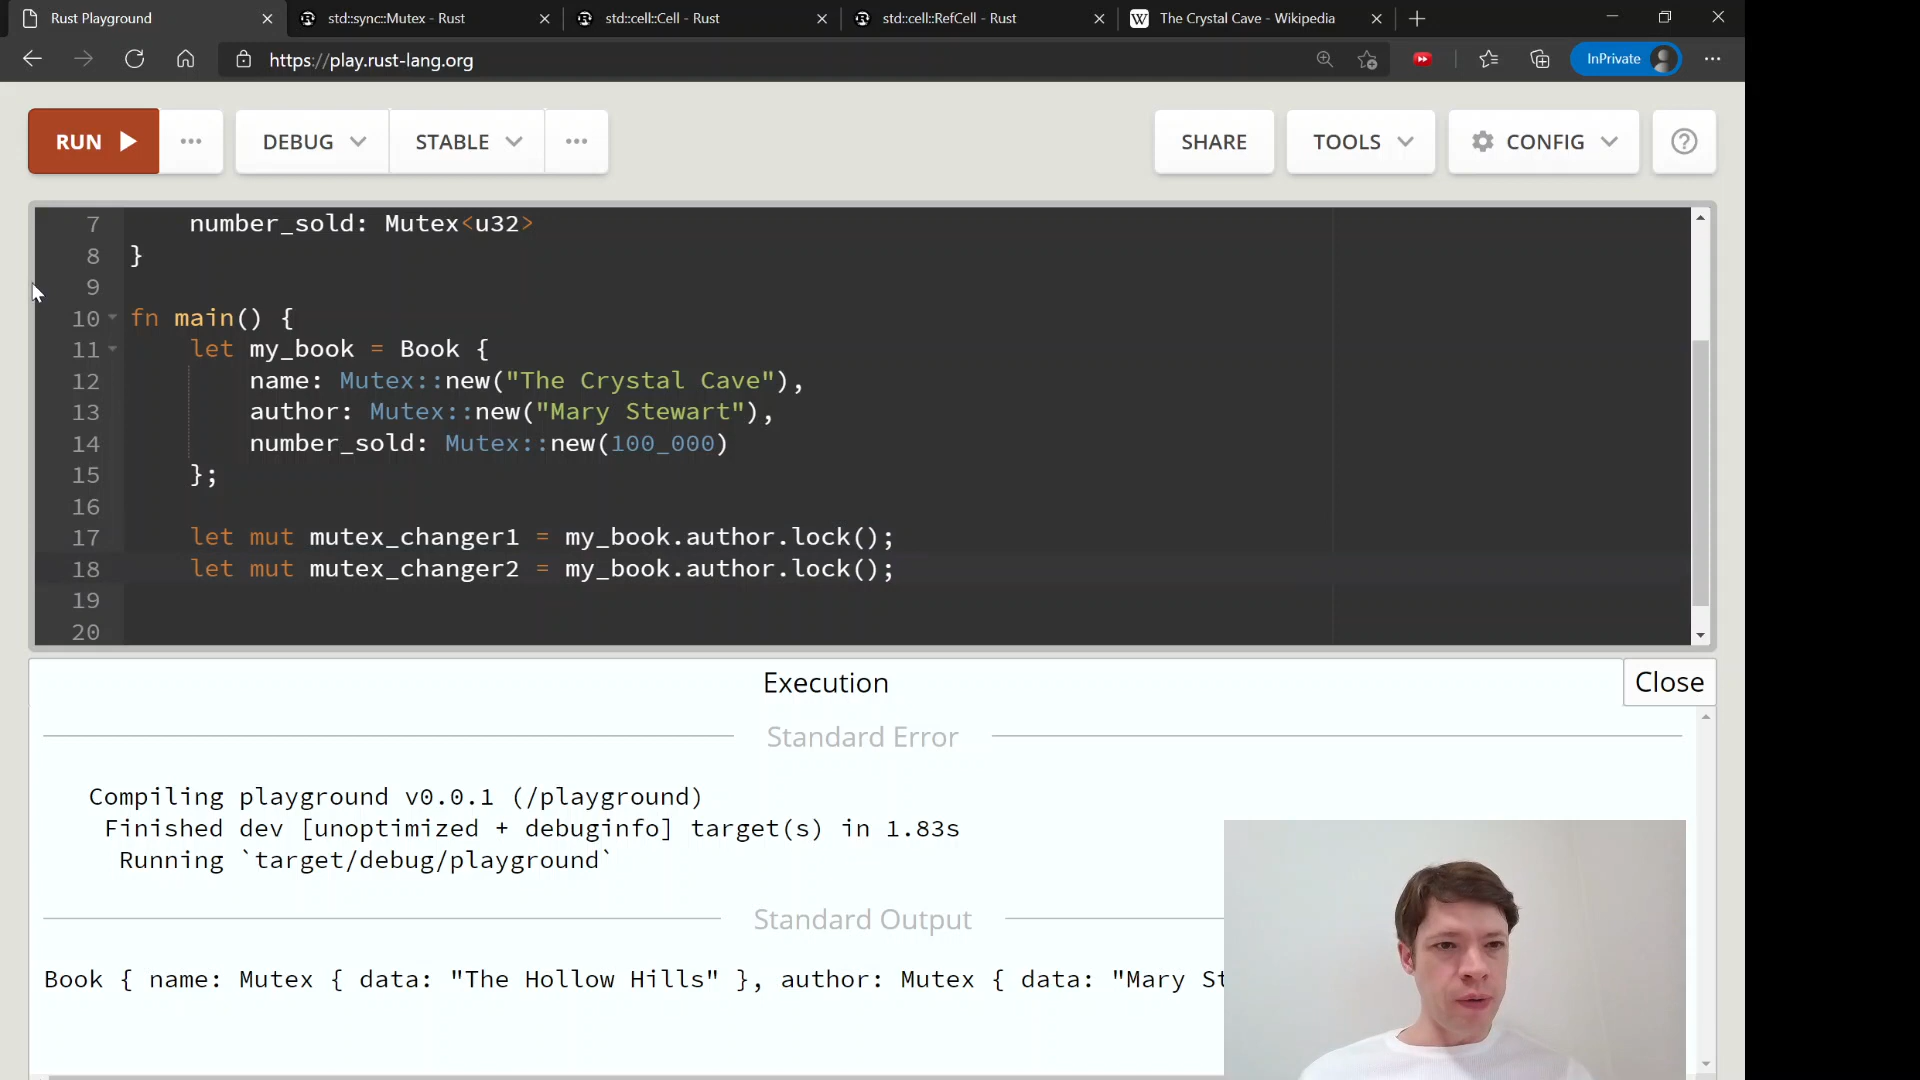 Rust Playground
std::sync::Mutex - Rust
std::cell::Cell - Rust
std::cell::RefCell - Rust
W The Crystal Cave - Wikipedia
https://play.rust-lang.org
InPrivate
RUN
DEBUG
STABLE
SHARE
TOOLS
CONFIG
7 number_sold: Mutex<u32>
8 }
9
10 fn main() {
11 let my_book = Book {
12 name: Mutex::new("The Crystal Cave"),
13 author: Mutex::new("Mary Stewart"),
14 number_sold: Mutex::new(100_000)
15 };
16
17 let mut mutex_changer1 = my_book.author.lock();
18 let mut mutex_changer2 = my_book.author.lock();
19
20
Execution
Close
Standard Error
Compiling playground v0.0.1 (/playground)
Finished dev [unoptimized + debuginfo] target(s) in 1.83s
Running `target/debug/playground`
Standard Output
Book { name: Mutex { data: "The Hollow Hills" }, author: Mutex { data: "Mary St